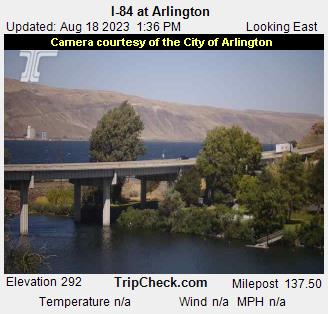 I-84 at Arlington
Updated: Aug 18 2023 1:36 PM Looking East
Camera courtesy of the City of Arlington
Elevation 292 TripCheck.com Milepost 137.50
Temperature n/a Wind n/a MPH n/a